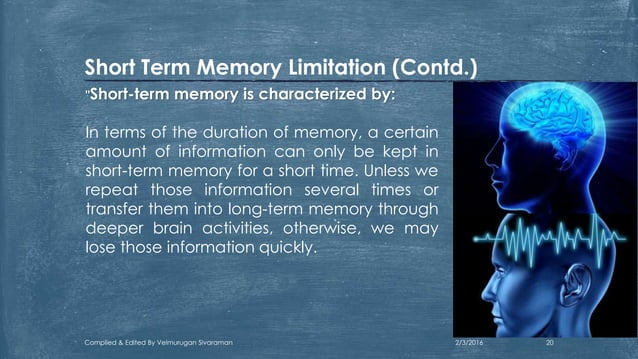 Short Term Memory Limitation (Contd.)
"Short-term memory is characterized by:
In terms of the duration of memory, a certain
amount of information can only be kept in
short-term memory for a short time. Unless we
repeat those information several times or
transfer them into long-term memory through
deeper brain activities, otherwise, we may
lose those information quickly.
Complied & Edited By Velmurugan Sivaraman 2/3/2016 20